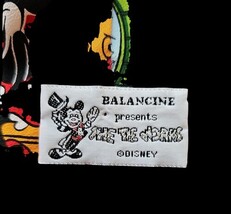 BALANCINE
presents
THE TIE WORKS
©DISNEY